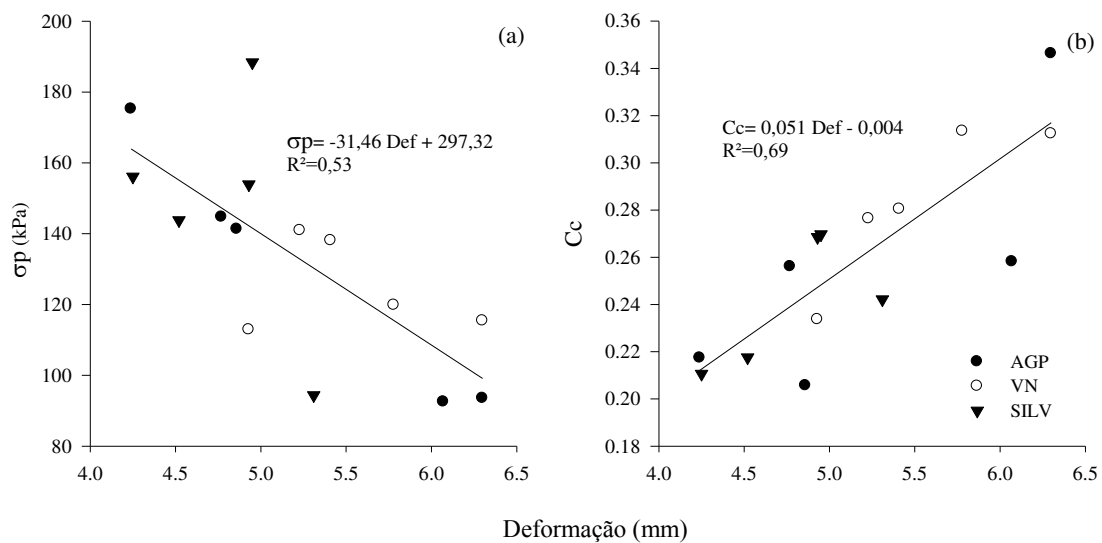 200
180
160
140
120
100
80
σp (kPa)
(a)
σp= -31,46 Def + 297,32
R²=0,53
4.0 4.5 5.0 5.5 6.0 6.5
0.36
0.34
0.32
0.30
0.28
0.26
0.24
0.22
0.20
0.18
Cc
(b)
Cc= 0,051 Def - 0,004
R²=0,69
AGP
VN
SILV
4.0 4.5 5.0 5.5 6.0 6.5
Deformação (mm)